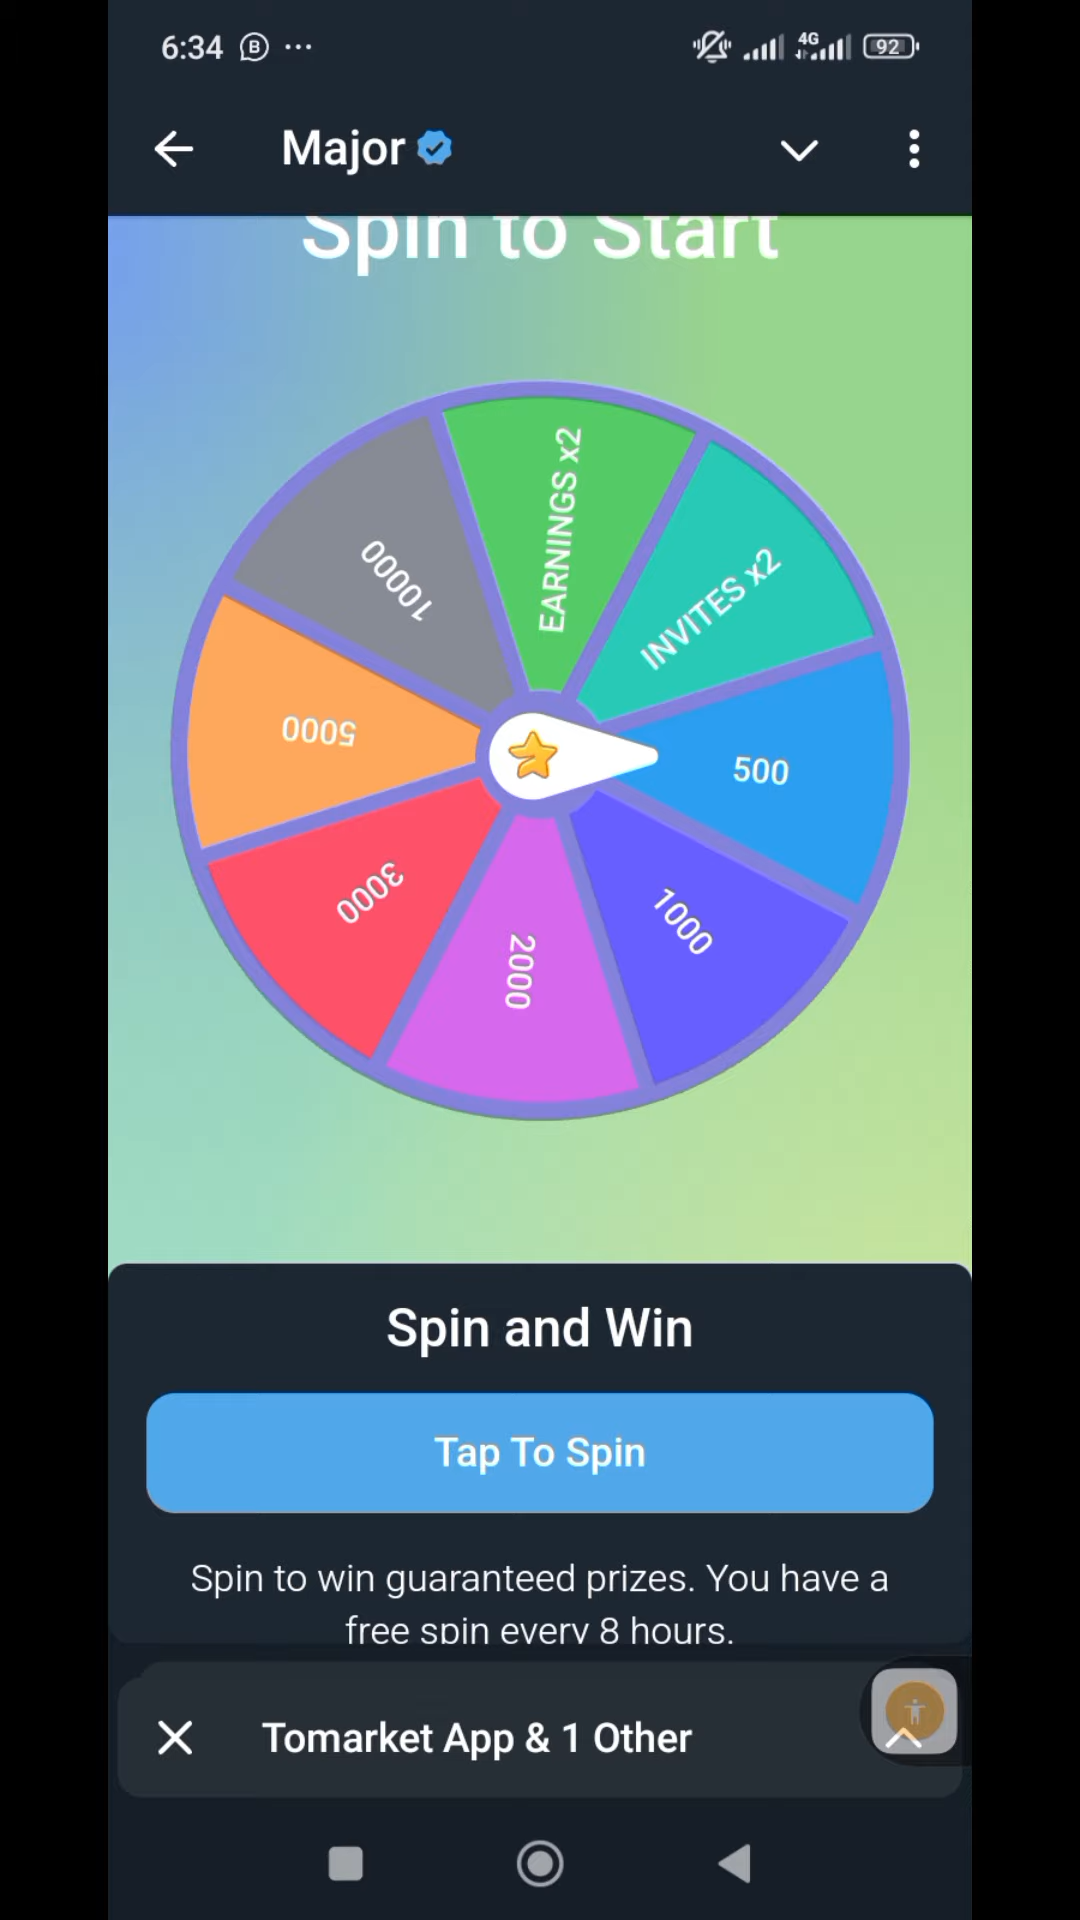 6:34 B ...
4G 92
Major
Spin to Start
EARNINGS x2
INVITES x2
10000
5000
500
3000
1000
2000
Spin and Win
Tap To Spin
Spin to win guaranteed prizes. You have a
free spin every 8 hours.
Tomarket App & 1 Other